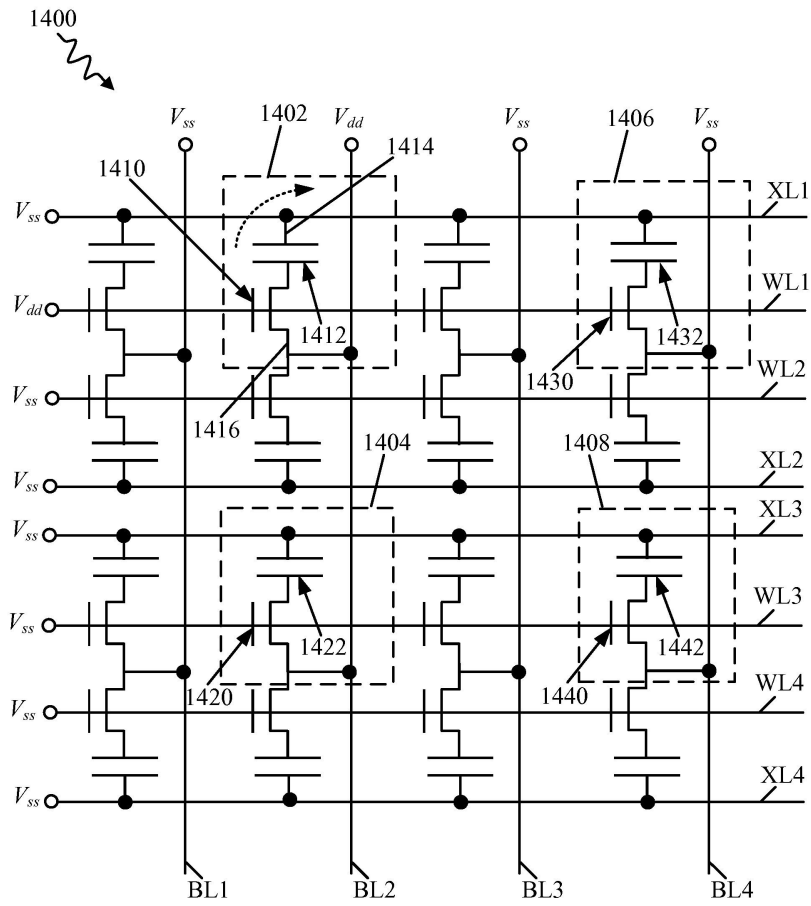 1400
Vss
1402
Vdd
1414
Vss
Vss
1406
1410
Vss
XL1
Vdd
WL1
1412
1432
1430
Vss
WL2
1416
1404
1408
Vss
XL2
Vss
XL3
Vss
WL3
1422
1442
1420
1440
Vss
WL4
Vss
XL4
BL1
BL2
BL3
BL4